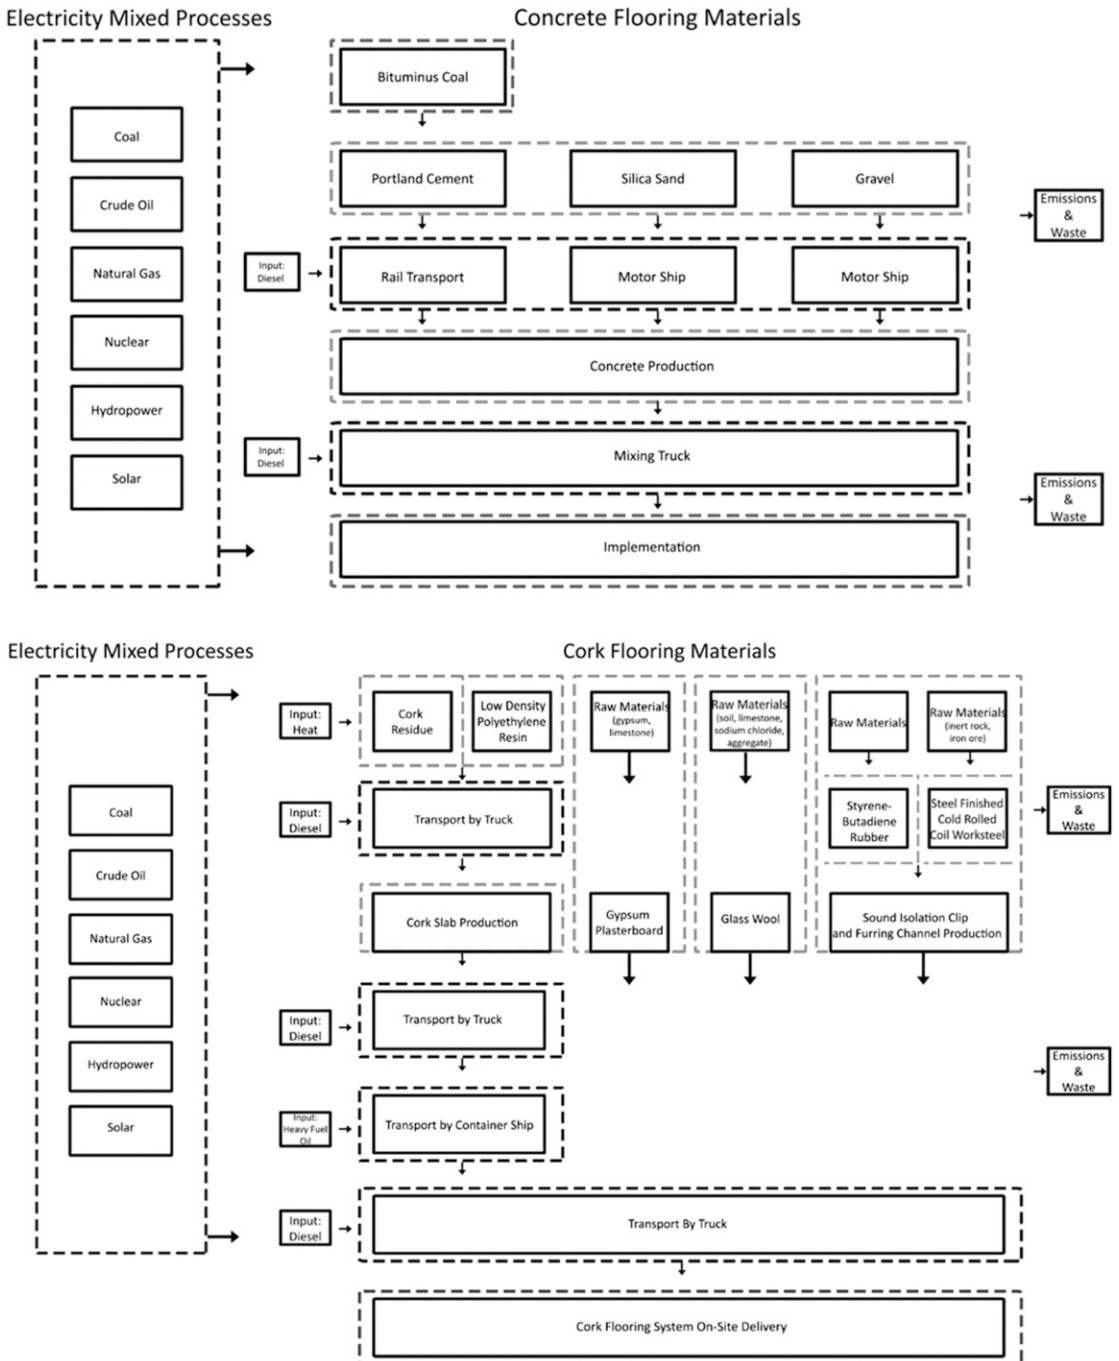 Electricity Mixed Processes
Concrete Flooring Materials
Coal
Crude Oil
Natural Gas
Nuclear
Hydropower
Solar
Bituminus Coal
Portland Cement
Silica Sand
Gravel
Input:
Diesel
Rail Transport
Motor Ship
Motor Ship
Concrete Production
Input:
Diesel
Mixing Truck
Implementation
Emissions
&
Waste
Emissions
&
Waste
Electricity Mixed Processes
Cork Flooring Materials
Coal
Crude Oil
Natural Gas
Nuclear
Hydropower
Solar
Input:
Heat
Cork
Residue
Low Density
Polyethylene
Resin
Raw Materials
(gypsum,
limestone)
Raw Materials
(soil, limestone,
sodium chloride,
aggregate)
Raw Materials
Raw Materials
(inert rock,
iron ore)
Input:
Diesel
Transport by Truck
Styrene-
Butadiene
Rubber
Steel Finished
Cold Rolled
Coil Worksteel
Emissions
&
Waste
Cork Slab Production
Gypsum
Plasterboard
Glass Wool
Sound Isolation Clip
and Furring Channel Production
Input:
Diesel
Transport by Truck
Emissions
&
Waste
Input:
Heavy Fuel
Oil
Transport by Container Ship
Input:
Diesel
Transport By Truck
Cork Flooring System On-Site Delivery